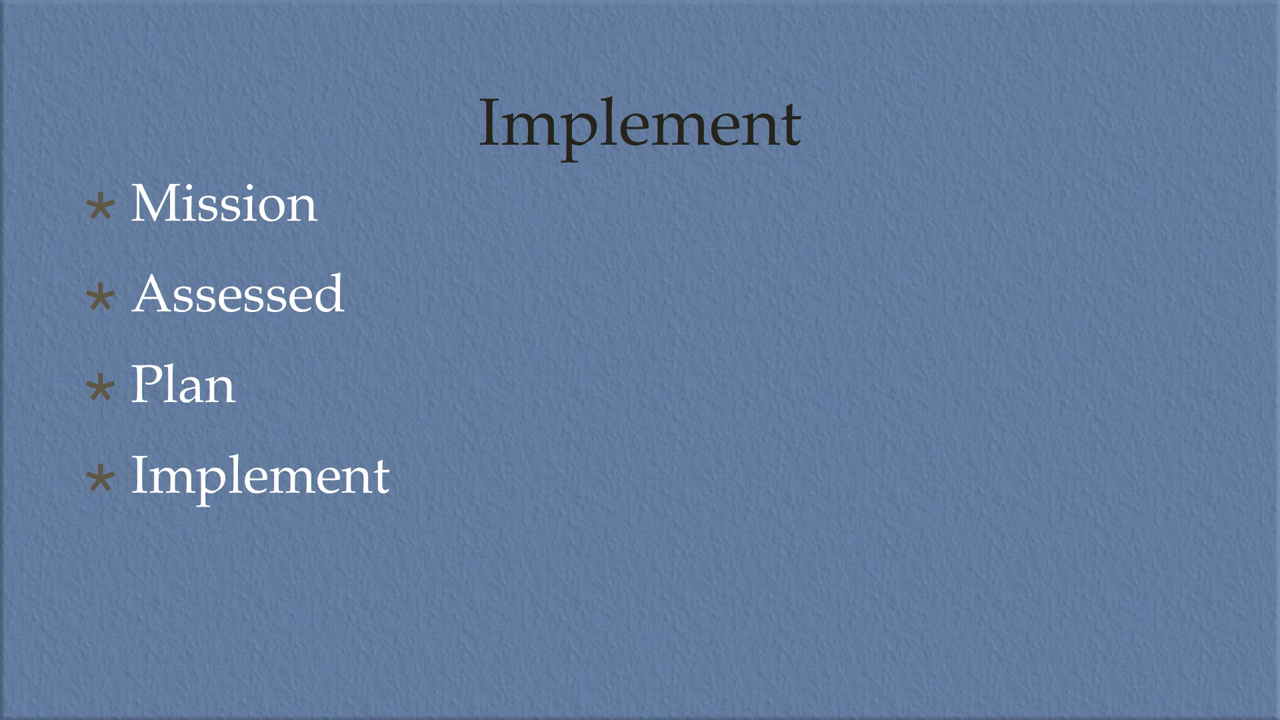 Implement
* Mission
* Assessed
* Plan
* Implement